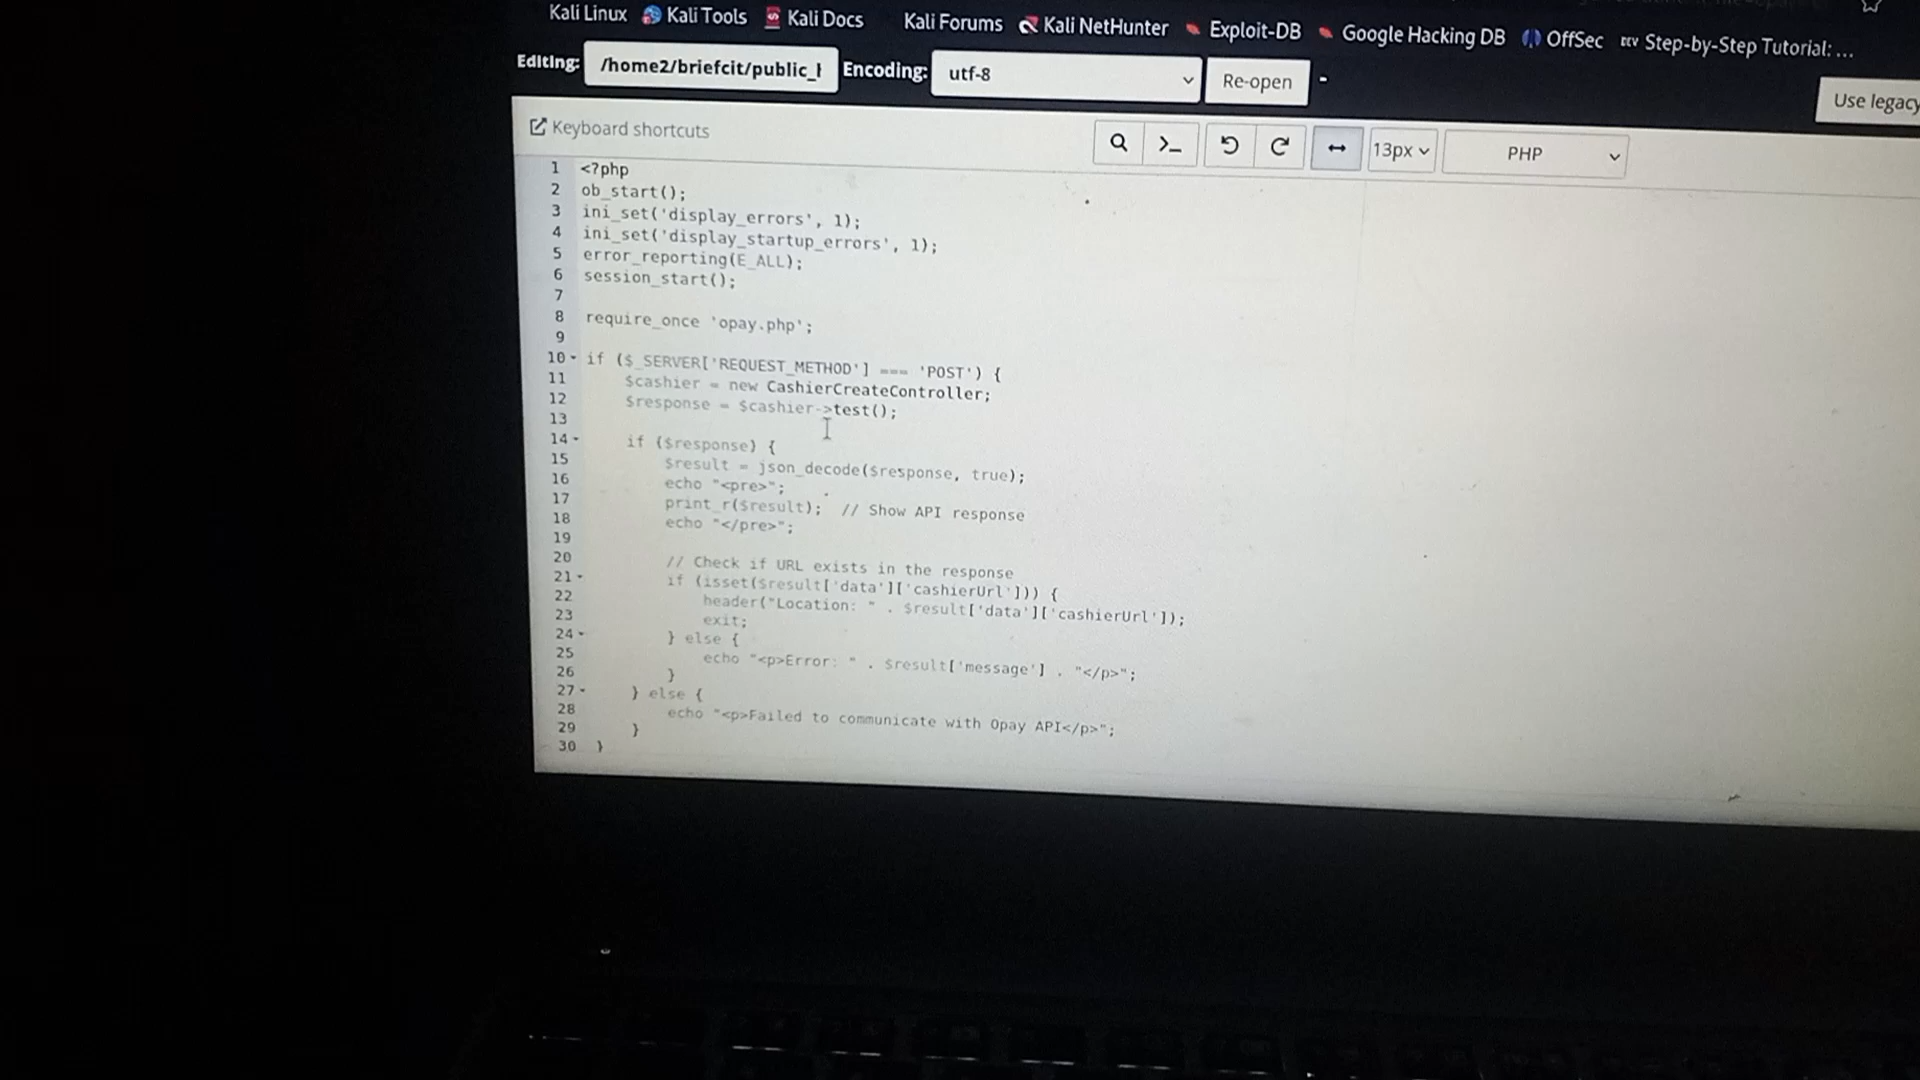 Kali Linux Kali Tools Kali Docs Kali Forums Kali NetHunter Exploit-DB Google Hacking DB OffSec DEV Step-by-Step Tutorial: ...
Editing: /home2/briefcit/public_h Encoding: utf-8 Re-open -
Use legacy
Keyboard shortcuts 13px PHP
1 <?php
2 ob_start();
3 ini_set('display_errors', 1);
4 ini_set('display_startup_errors', 1);
5 error_reporting(E_ALL);
6 session_start();
7
8 require_once 'opay.php';
9
10 if ($_SERVER['REQUEST_METHOD'] === 'POST') {
11 $cashier = new CashierCreateController;
12 $response = $cashier->test();
13
14 if ($response) {
15 $result = json_decode($response, true);
16 echo "<pre>";
17 print_r($result); // Show API response
18 echo "</pre>";
19
20 // Check if URL exists in the response
21 if (isset($result['data']['cashierUrl'])) {
22 header("Location: " . $result['data']['cashierUrl']);
23 exit;
24 } else {
25 echo "<p>Error: " . $result['message'] . "</p>";
26 }
27 } else {
28 echo "<p>Failed to communicate with Opay API</p>";
29 }
30 }